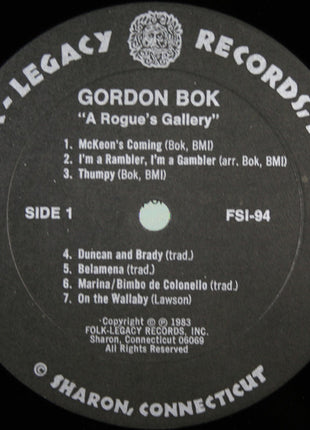 - LEGACY RECORDS,
GORDON BOK
"A Rogue's Gallery"
1. McKeon's Coming (Bok, BMI)
2. I'm a Rambler, I'm a Gambler (arr. Bok, BMI)
3. Thumpy (Bok, BMI)
SIDE 1 FSI-94
4. Duncan and Brady (trad.)
5. Belamena (trad.)
6. Marina/Bimbo de Colonello (trad.)
7. On the Wallaby (Lawson)
Copyright © ℗ 1983
FOLK-LEGACY RECORDS, INC.
Sharon, Connecticut 06069
All Rights Reserved
© SHARON, CONNECTICUT